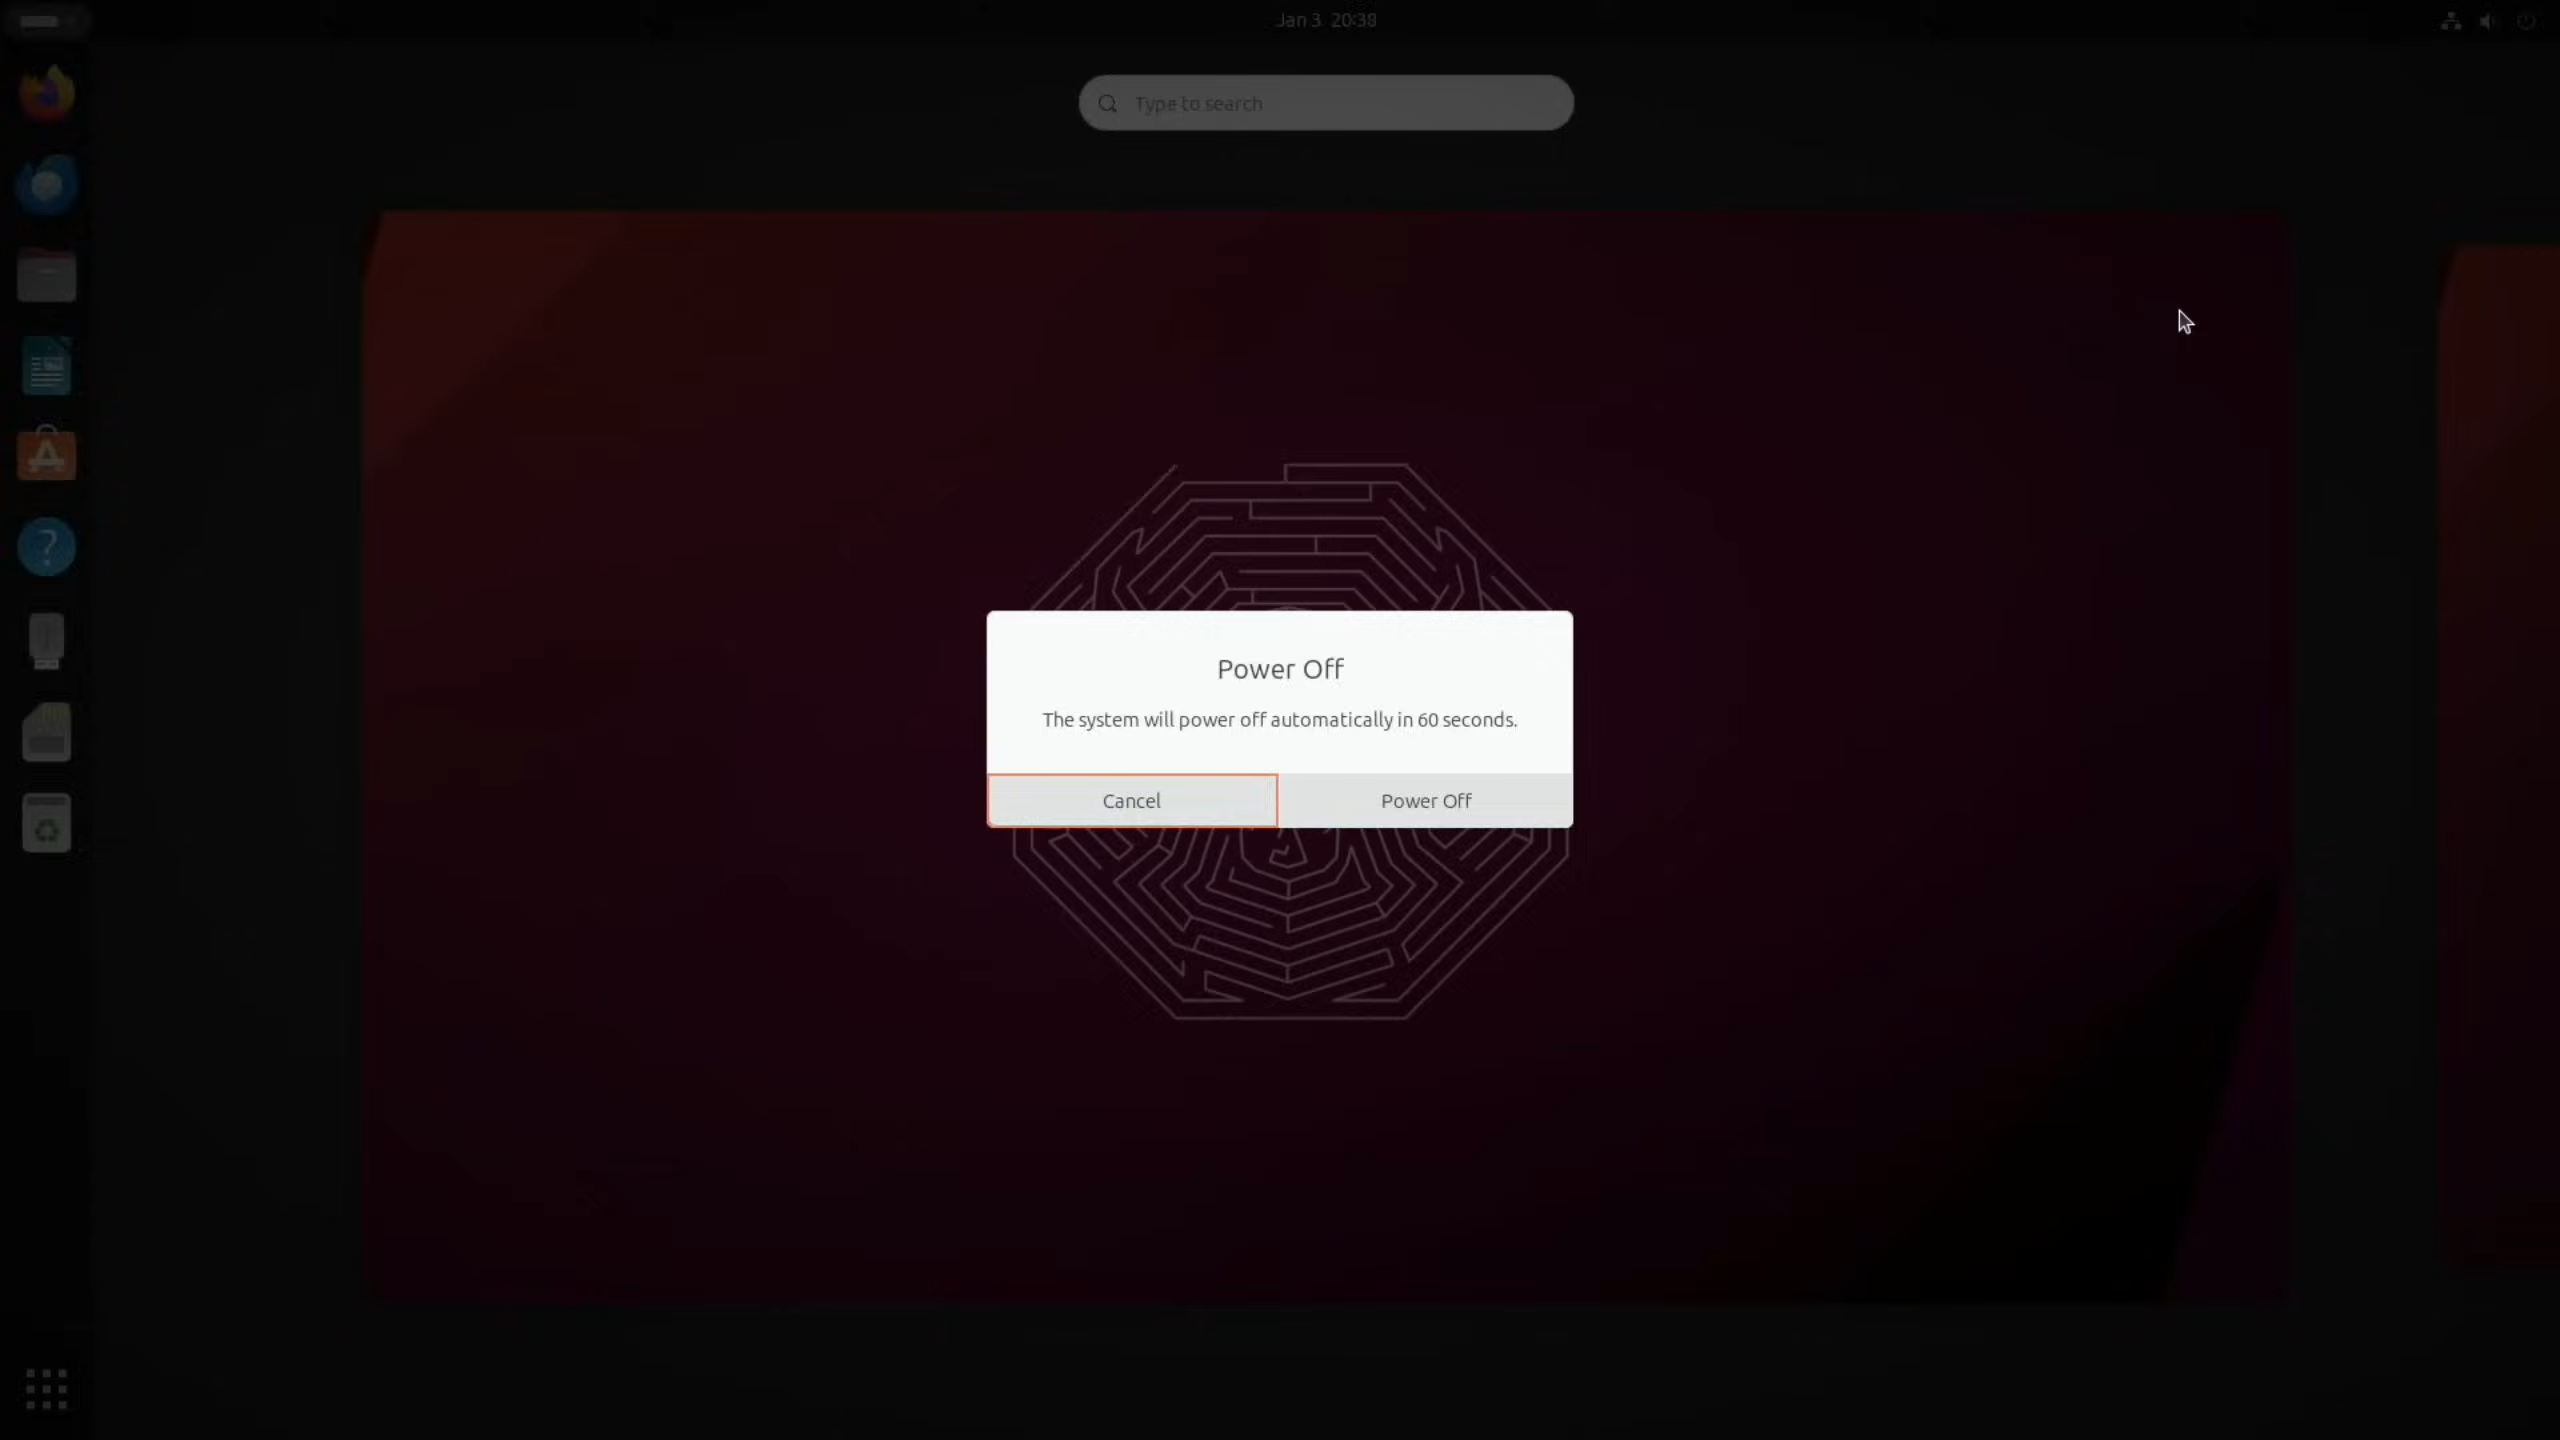 Jan 3 20:38
Type to search
Power Off
The system will power off automatically in 60 seconds.
Cancel
Power Off